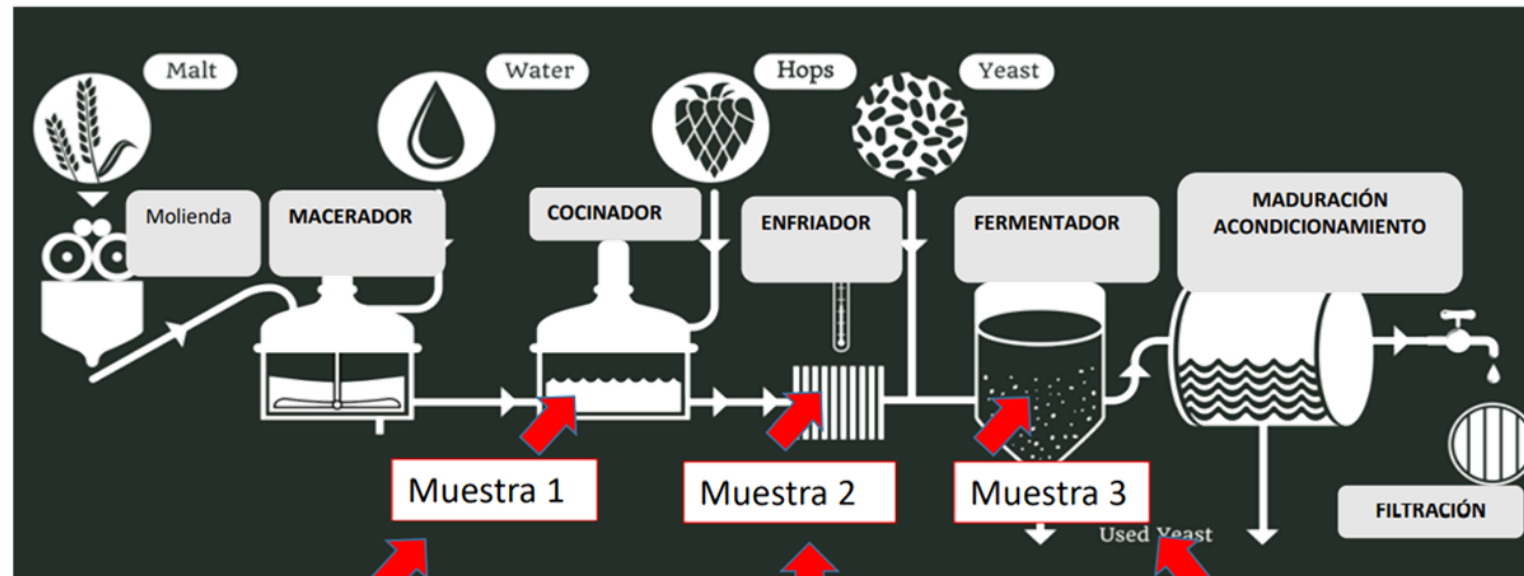 Malt
Water
Hops
Yeast
Molienda
MACERADOR
COCINADOR
ENFRIADOR
FERMENTADOR
MADURACIÓN
ACONDICIONAMIENTO
Muestra 1
Muestra 2
Muestra 3
FILTRACIÓN
Used Yeast